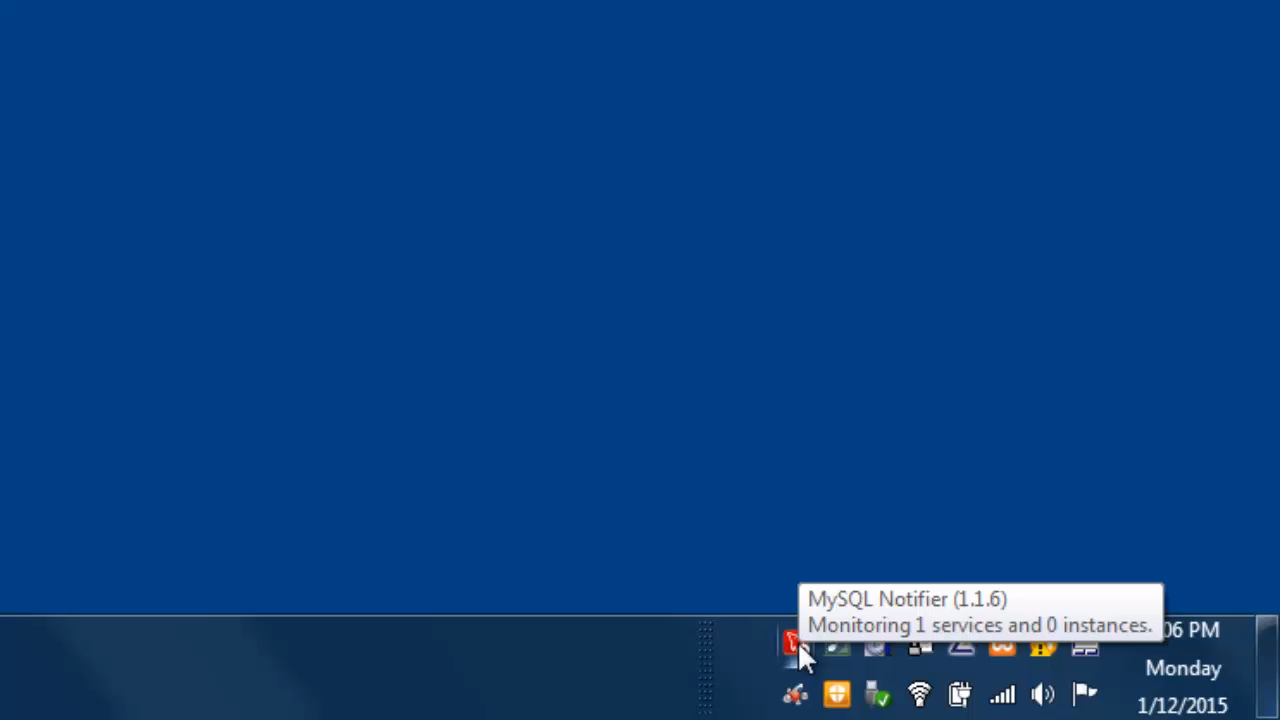 MySQL Notifier (1.1.6)
Monitoring 1 services and 0 instances.
:06 PM
Monday
1/12/2015